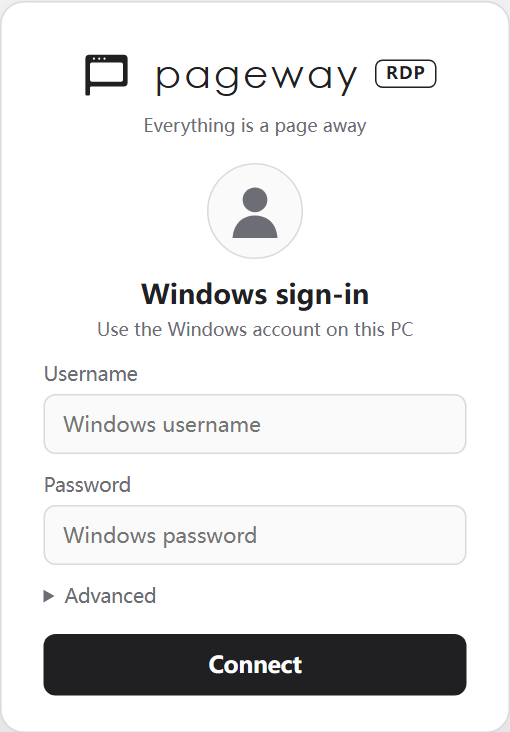 pageway RDP
Everything is a page away
Windows sign-in
Use the Windows account on this PC
Username
Windows username
Password
Windows password
Advanced
Connect